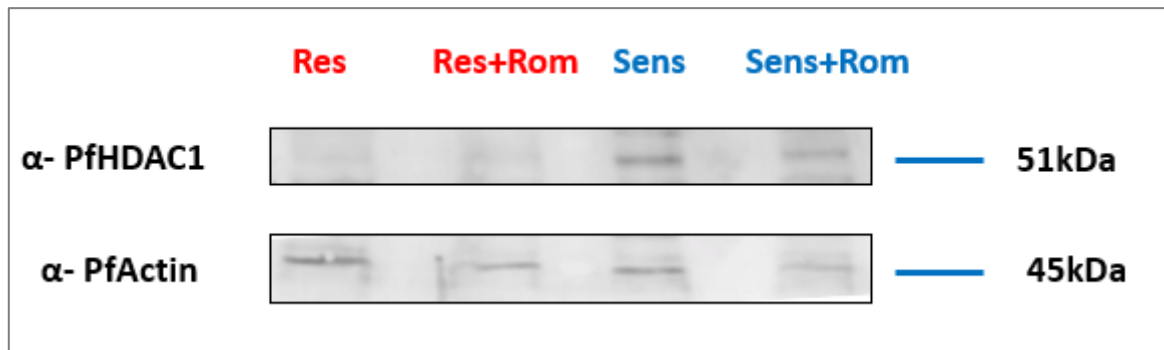 Res Res+Rom Sens Sens+Rom
α- PfHDAC1 51kDa
α- PfActin 45kDa